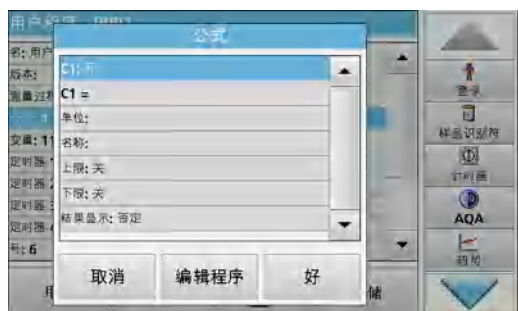 公式
名: 用户
版本:
测量过程
C1: 开
C1 =
单位:
变量: 11
名称:
定时器
上限: 关
定时器
下限: 关
定时器
结果显示: 否定
定时器
号: 6
取消
编辑程序
好
储
登录
样品识别符
计时器
AQA
趋势